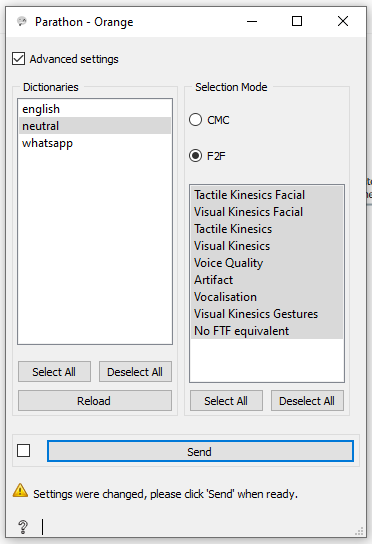 Parathon - Orange
Advanced settings
Dictionaries
english
neutral
whatsapp
Select All
Deselect All
Reload
Selection Mode
CMC
F2F
Tactile Kinesics Facial
Visual Kinesics Facial
Tactile Kinesics
Visual Kinesics
Voice Quality
Artifact
Vocalisation
Visual Kinesics Gestures
No FTF equivalent
Select All
Deselect All
Send
Settings were changed, please click 'Send' when ready.
?